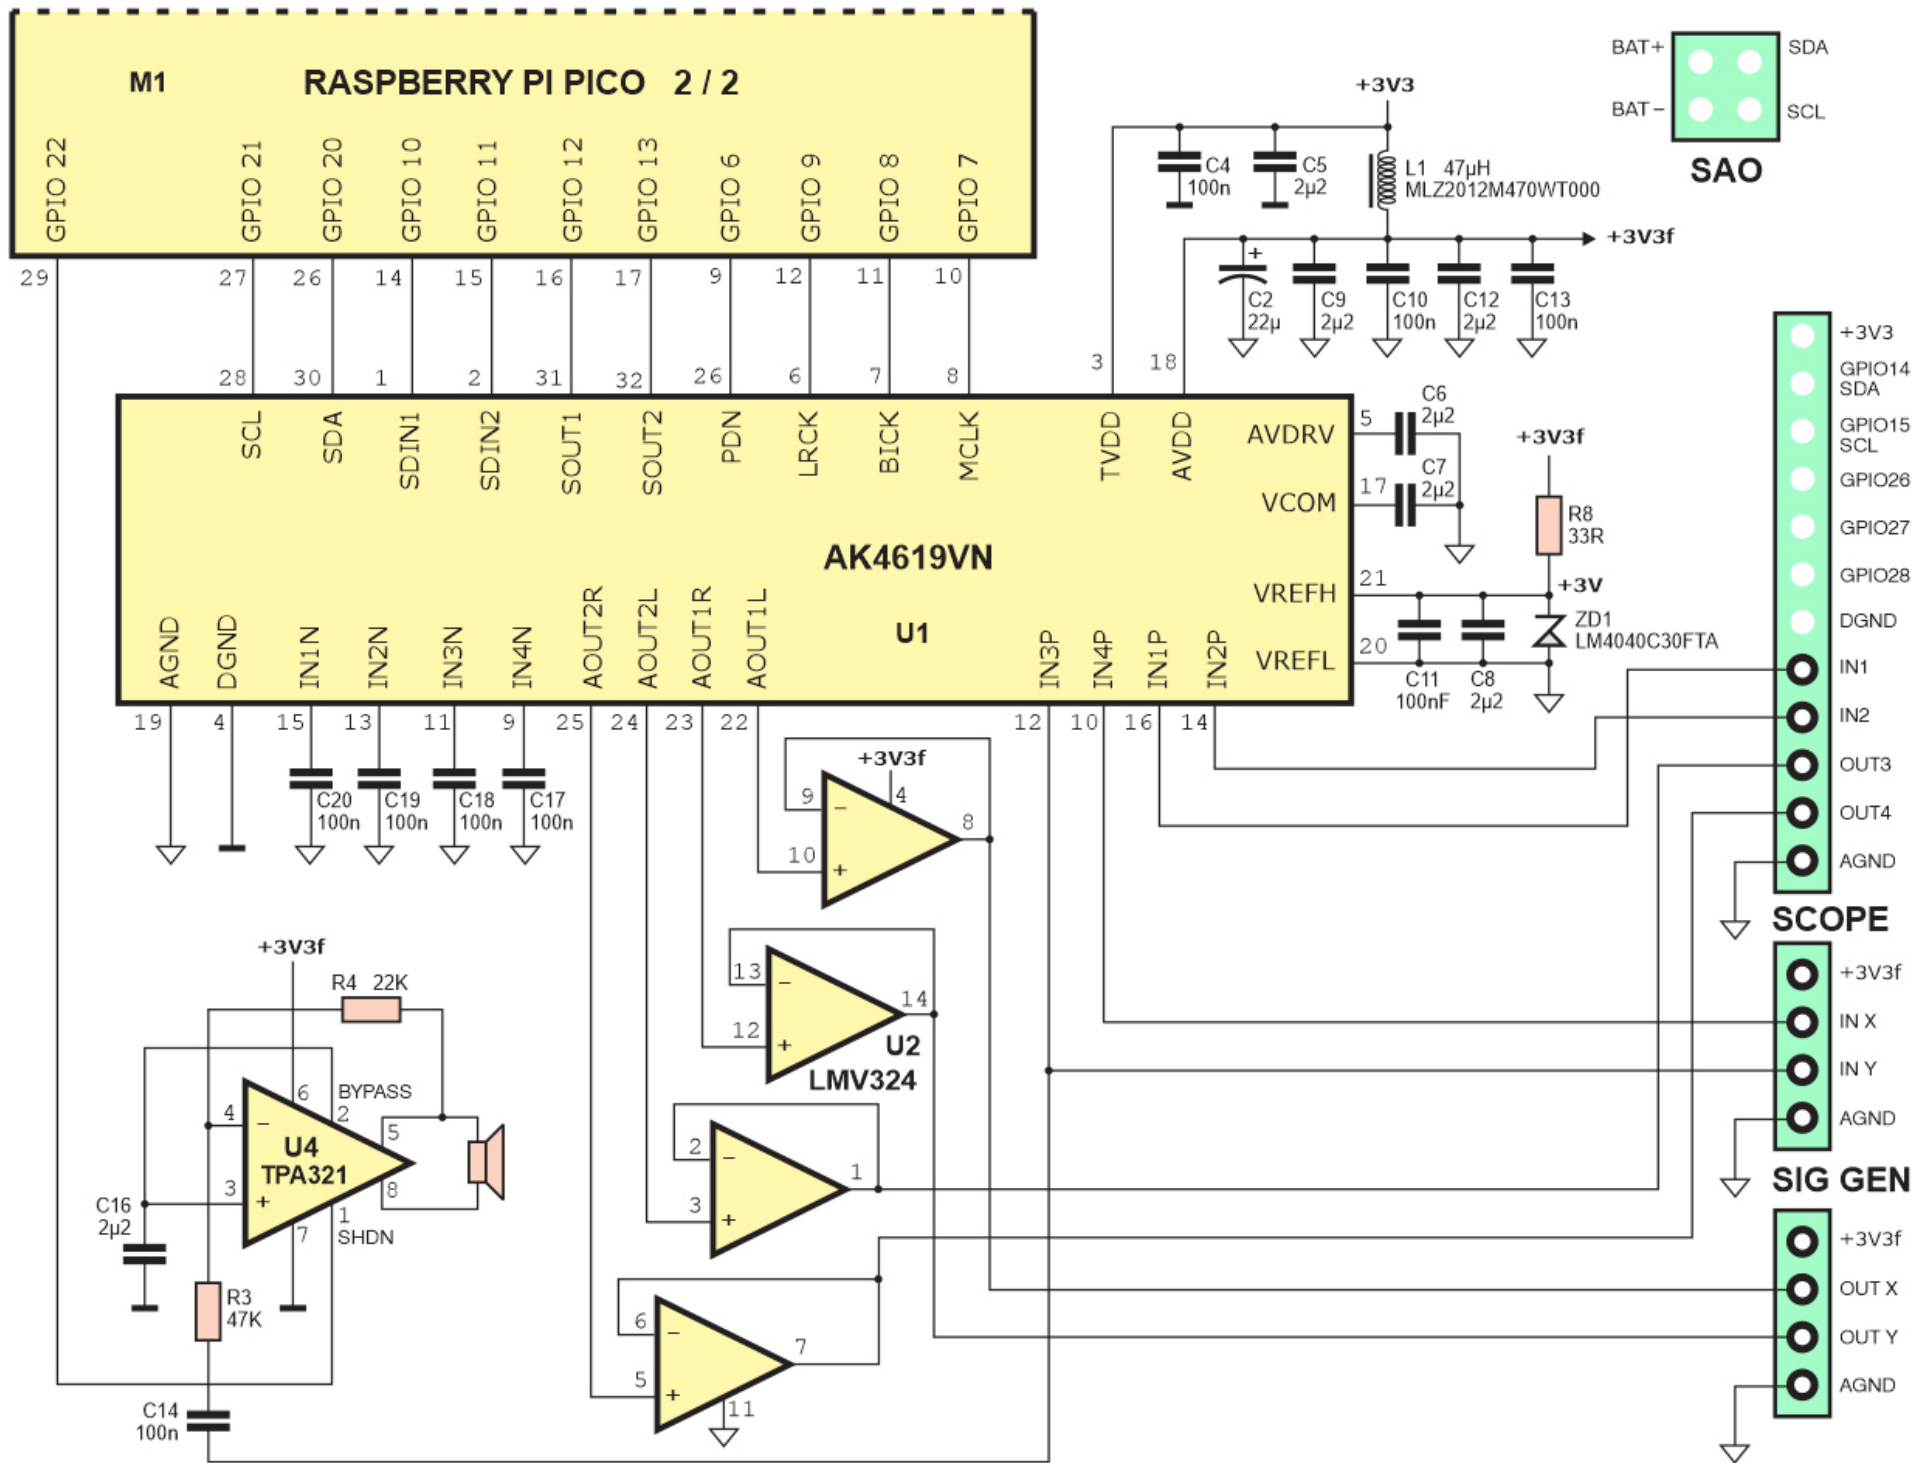 M1 RASPBERRY PI PICO 2 / 2
GPIO 22
GPIO 21
GPIO 20
GPIO 10
GPIO 11
GPIO 12
GPIO 13
GPIO 6
GPIO 9
GPIO 8
GPIO 7
29 27 26 14 15 16 17 9 12 11 10
28 30 1 2 31 32 26 6 7 8 3 18
SCL
SDA
SDIN1
SDIN2
SOUT1
SOUT2
PDN
LRCK
BICK
MCLK
TVDD
AVDD
AVDRV
VCOM
VREFH
VREFL
AK4619VN
U1
AGND
DGND
IN1N
IN2N
IN3N
IN4N
AOUT2R
AOUT2L
AOUT1R
AOUT1L
IN3P
IN4P
IN1P
IN2P
19 4 15 13 11 9 25 24 23 22 12 10 16 14
C20
100n
C19
100n
C18
100n
C17
100n
+3V3
C4
100n
C5
2µ2
L1 47µH
MLZ2012M470WT000
+3V3f
+
C2
22µ
C9
2µ2
C10
100n
C12
2µ2
C13
100n
5
C6
2µ2
17
C7
2µ2
+3V3f
R8
33R
21
+3V
ZD1
LM4040C30FTA
20
C11
100nF
C8
2µ2
BAT+ SDA
BAT− SCL
SAO
+3V3
GPIO14
SDA
GPIO15
SCL
GPIO26
GPIO27
GPIO28
DGND
IN1
IN2
OUT3
OUT4
AGND
SCOPE
+3V3f
IN X
IN Y
AGND
SIG GEN
+3V3f
OUT X
OUT Y
AGND
+3V3f
9 − 4
8
10 +
13 −
14
12 +
U2
LMV324
2 −
1
3 +
6 −
7
5 +
11
+3V3f
R4 22K
6 BYPASS
4 − 2
5
U4
TPA321
3 + 8
1
7 SHDN
C16
2µ2
R3
47K
C14
100n